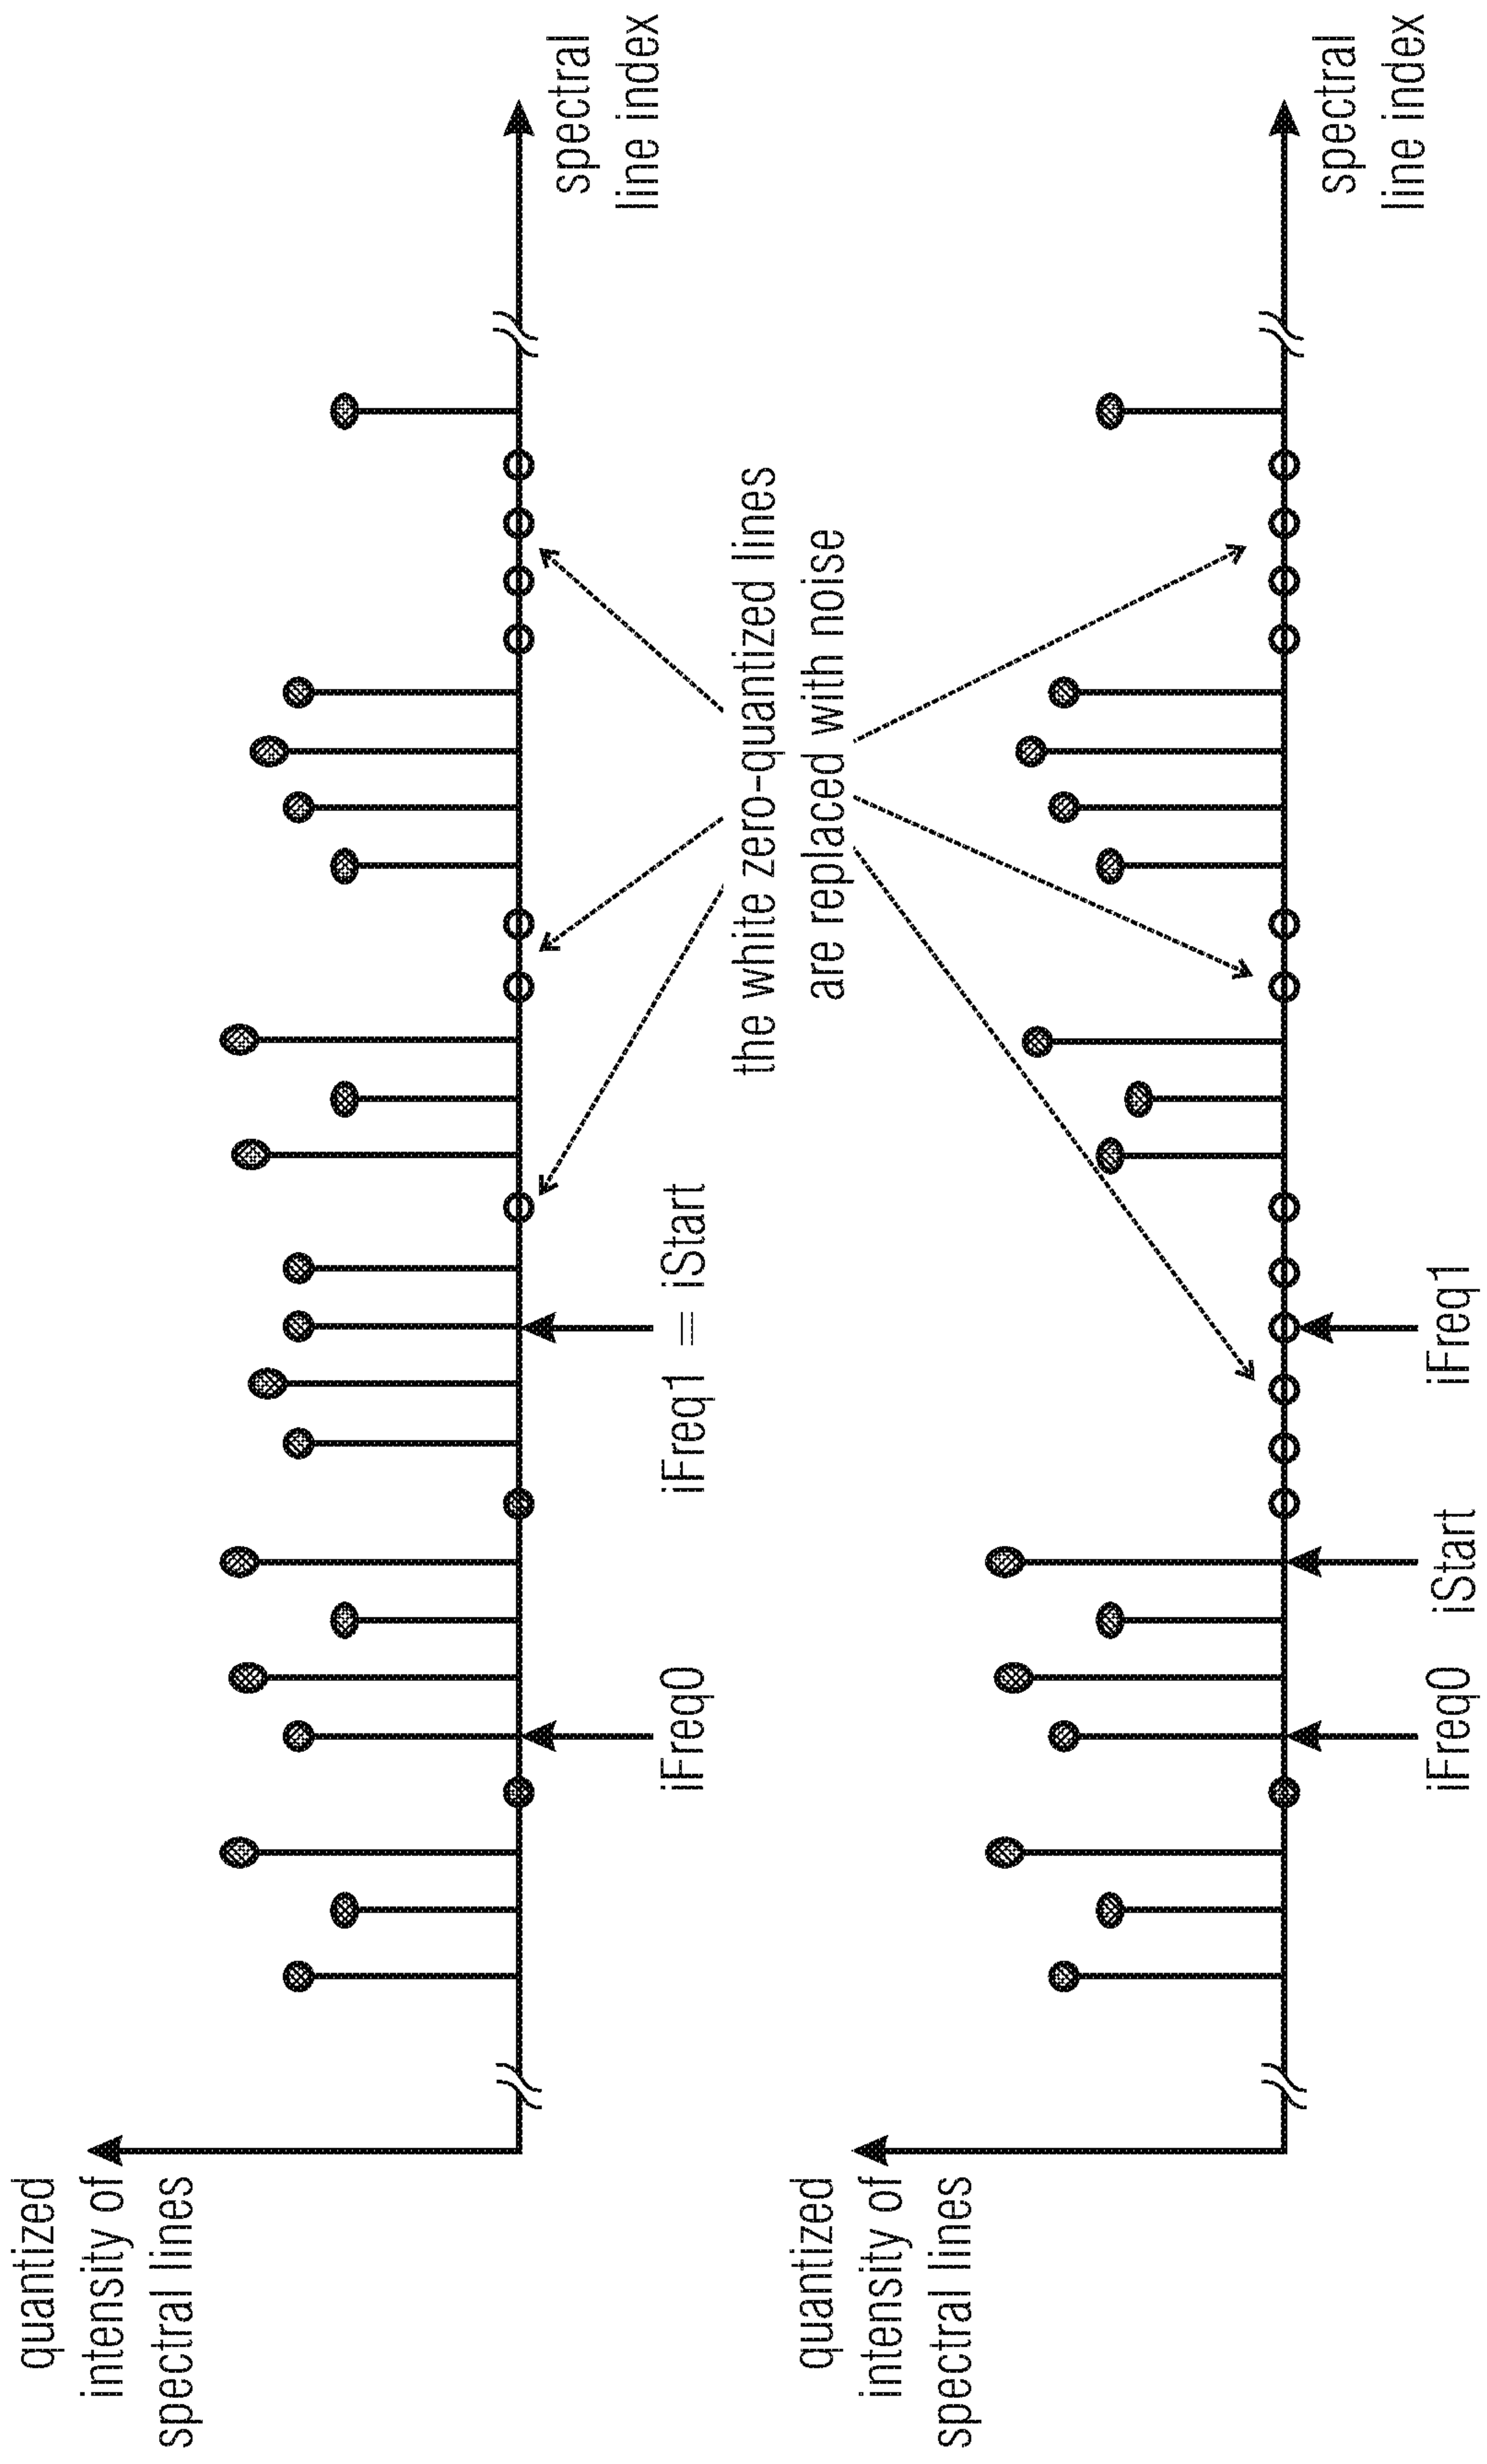 quantized
intensity of
spectral lines
iFreq0
iFreq1 = iStart
spectral
line index
the white zero-quantized lines
are replaced with noise
quantized
intensity of
spectral lines
iFreq0
iStart
iFreq1
spectral
line index